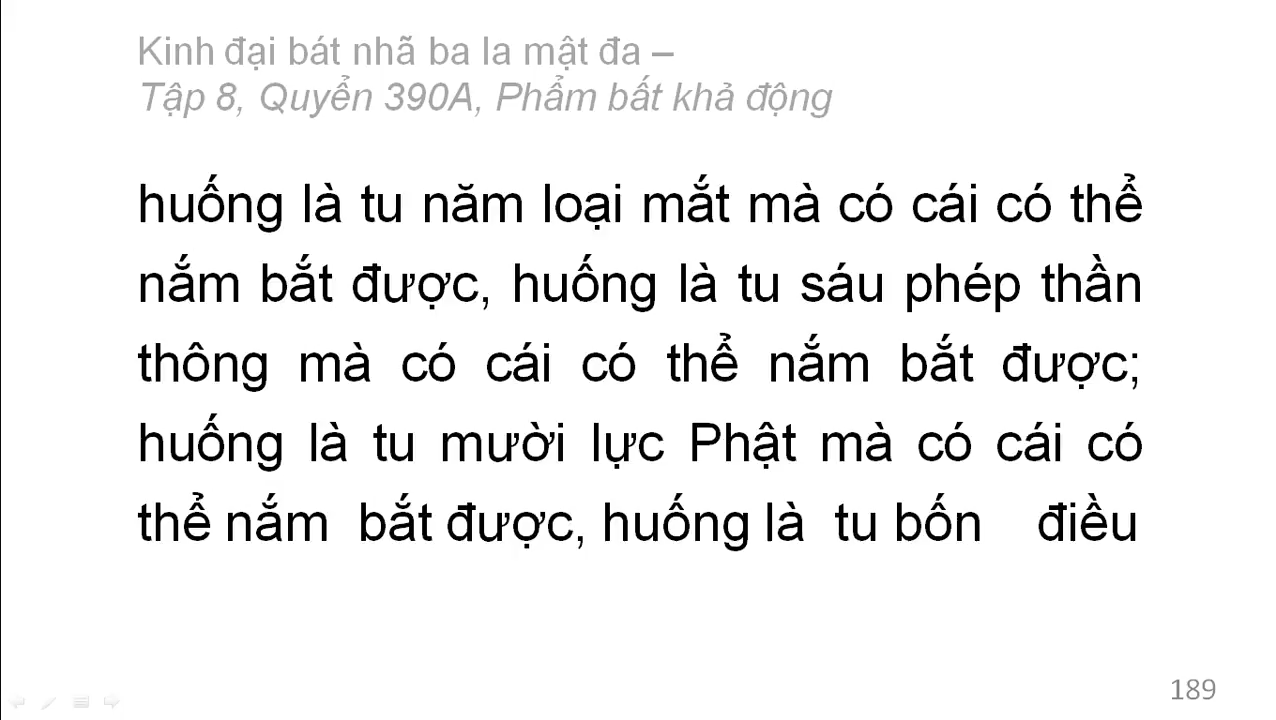 Kinh đại bát nhã ba la mật đa –
Tập 8, Quyển 390A, Phẩm bất khả động
huống là tu năm loại mắt mà có cái có thể
nắm bắt được, huống là tu sáu phép thần
thông mà có cái có thể nắm bắt được;
huống là tu mười lực Phật mà có cái có
thể nắm bắt được, huống là tu bốn điều
189